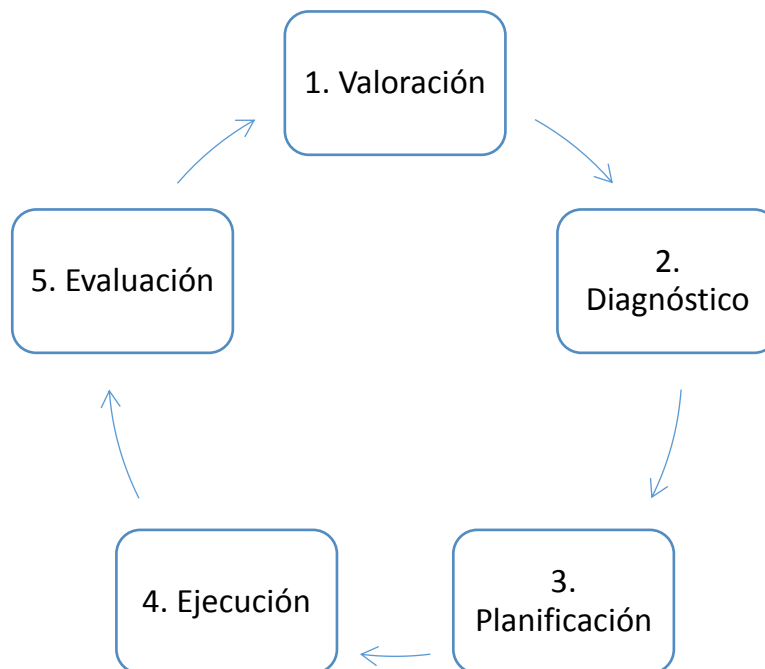 1. Valoración
2.
Diagnóstico
3.
Planificación
4. Ejecución
5. Evaluación